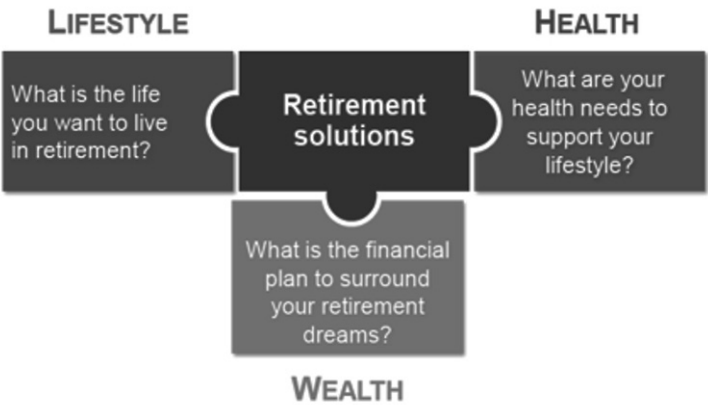 LIFESTYLE
HEALTH
What is the life
you want to live
in retirement?
Retirement
solutions
What are your
health needs to
support your
lifestyle?
What is the financial
plan to surround
your retirement
dreams?
WEALTH